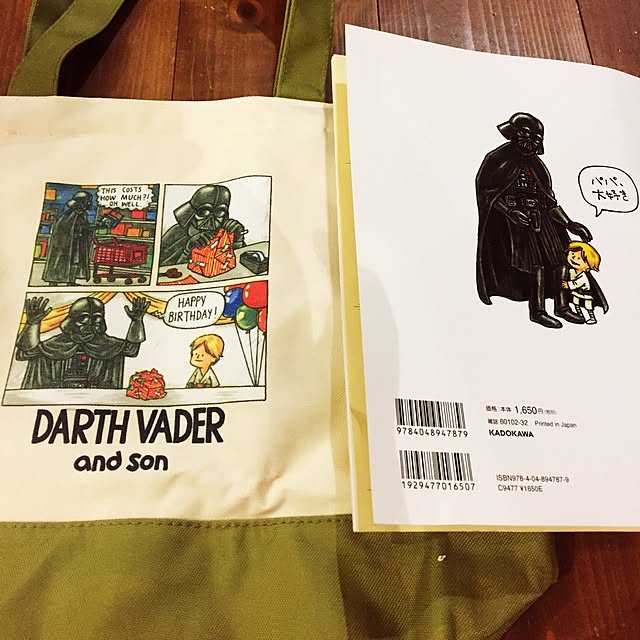 THIS COSTS
HOW MUCH?!
OH WELL.
HAPPY
BIRTHDAY!
DARTH VADER
and son
パパ、
大好き
9784048947879
1929477016507
価格:本体 1,650円(税別)
雑誌 60102-32 Printed in Japan
KADOKAWA
ISBN978-4-04-894787-9
C9477 ¥1650E